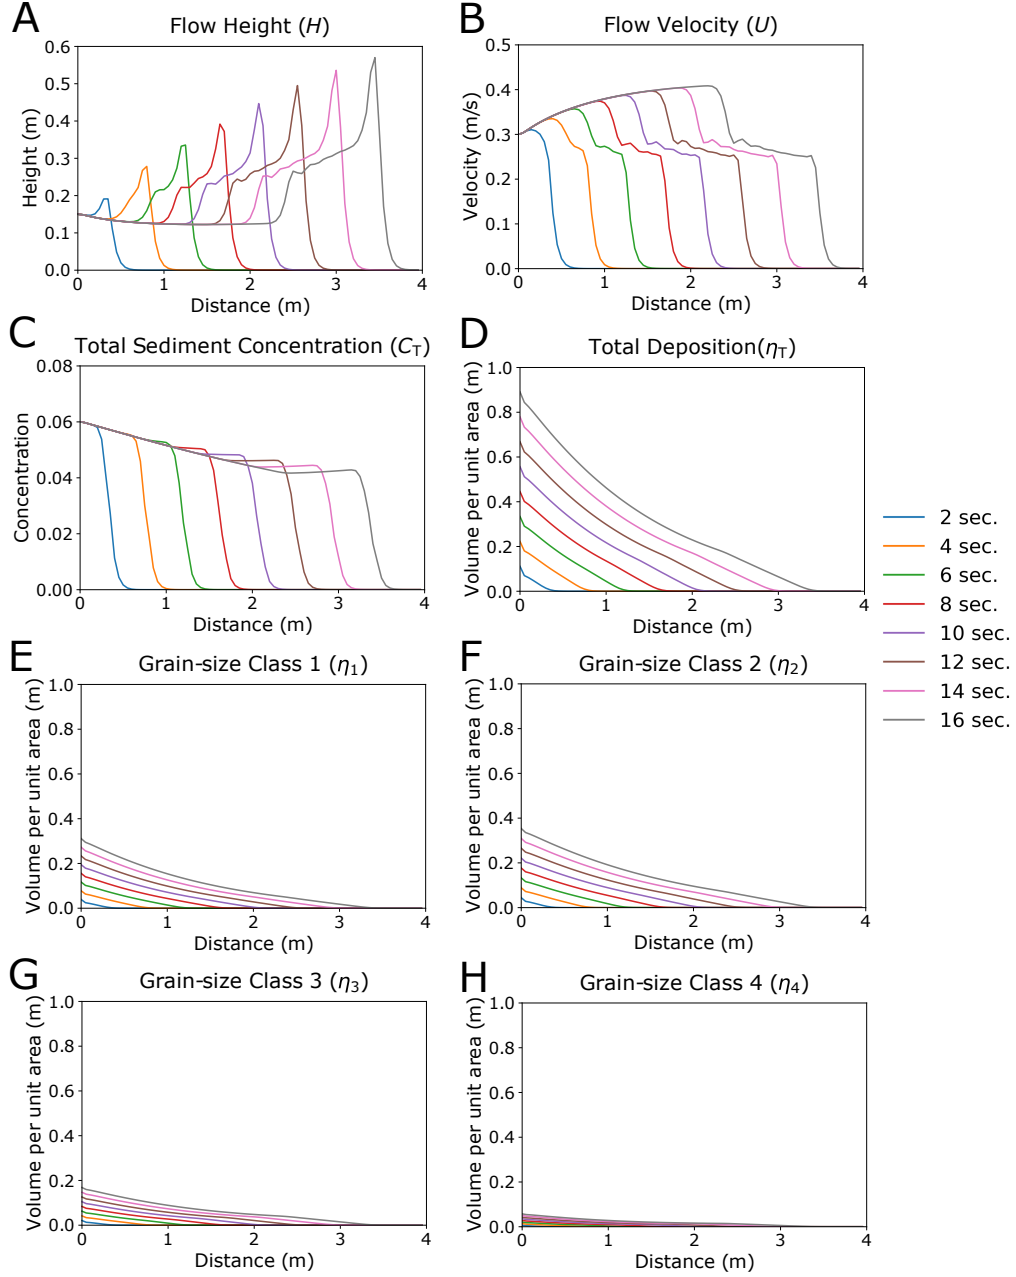 A
Flow Height (H)
Height (m)
0.6
0.5
0.4
0.3
0.2
0.1
0.0
0 1 2 3 4
Distance (m)
B
Flow Velocity (U)
Velocity (m/s)
0.5
0.4
0.3
0.2
0.1
0.0
0 1 2 3 4
Distance (m)
C
Total Sediment Concentration (C_T)
Concentration
0.08
0.06
0.04
0.02
0.00
0 1 2 3 4
Distance (m)
D
Total Deposition(η_T)
Volume per unit area (m)
1.0
0.8
0.6
0.4
0.2
0.0
0 1 2 3 4
Distance (m)
2 sec.
4 sec.
6 sec.
8 sec.
10 sec.
12 sec.
14 sec.
16 sec.
E
Grain-size Class 1 (η_1)
Volume per unit area (m)
1.0
0.8
0.6
0.4
0.2
0.0
0 1 2 3 4
Distance (m)
F
Grain-size Class 2 (η_2)
Volume per unit area (m)
1.0
0.8
0.6
0.4
0.2
0.0
0 1 2 3 4
Distance (m)
G
Grain-size Class 3 (η_3)
Volume per unit area (m)
1.0
0.8
0.6
0.4
0.2
0.0
0 1 2 3 4
Distance (m)
H
Grain-size Class 4 (η_4)
Volume per unit area (m)
1.0
0.8
0.6
0.4
0.2
0.0
0 1 2 3 4
Distance (m)